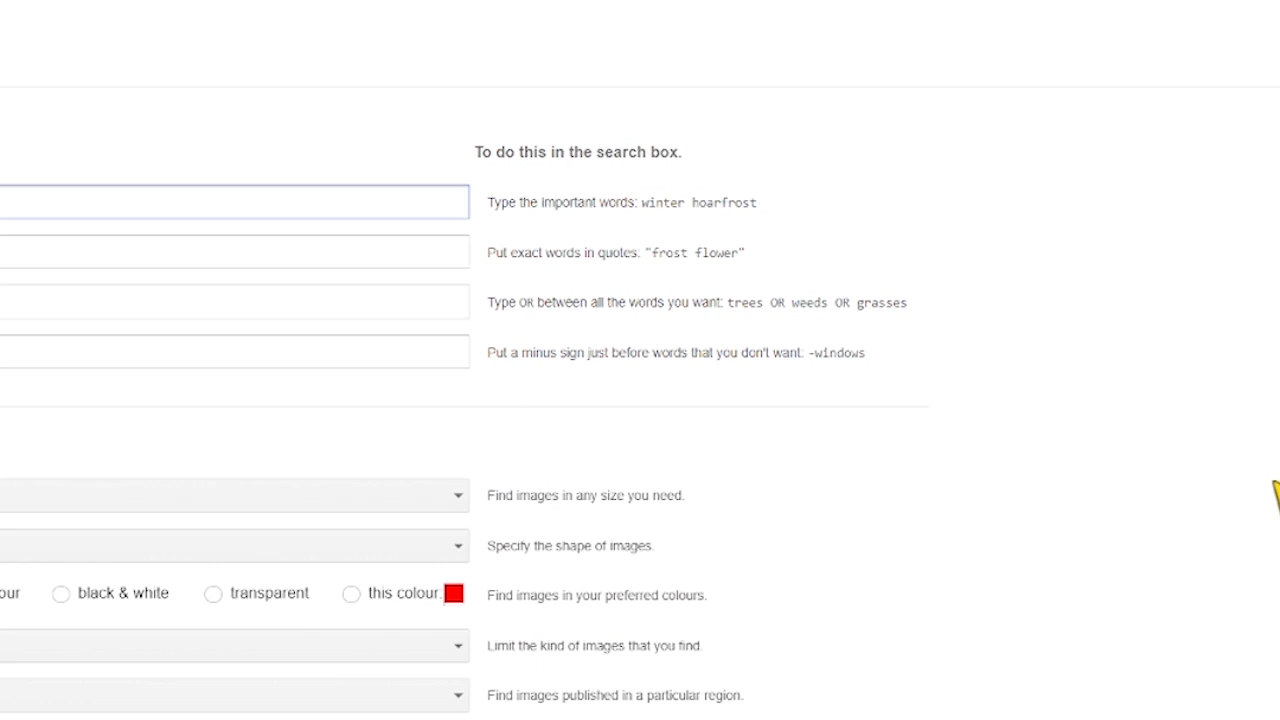 To do this in the search box.
Type the important words: winter hoarfrost
Put exact words in quotes: "frost flower"
Type OR between all the words you want: trees OR weeds OR grasses
Put a minus sign just before words that you don't want: -windows
Find images in any size you need.
Specify the shape of images.
our black & white transparent this colour: Find images in your preferred colours.
Limit the kind of images that you find.
Find images published in a particular region.